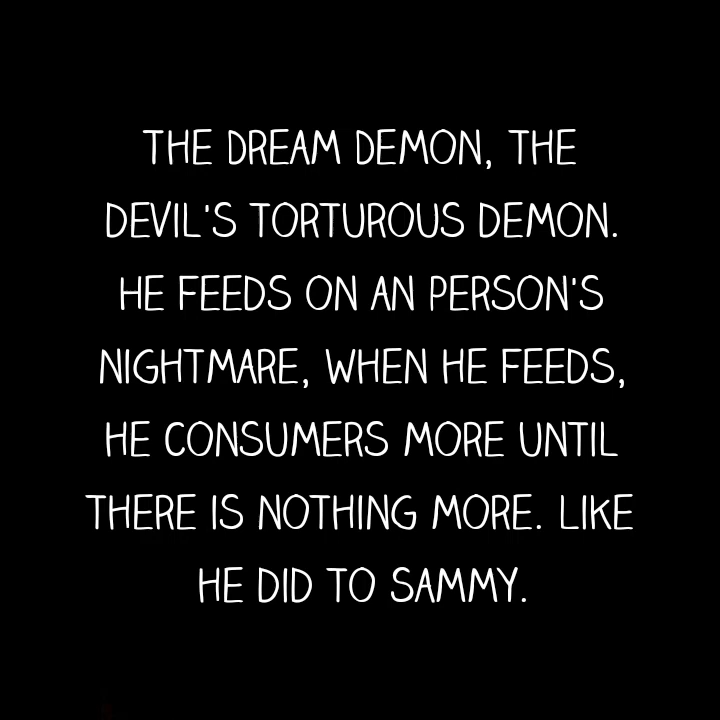 THE DREAM DEMON, THE
DEVIL'S TORTUROUS DEMON.
HE FEEDS ON AN PERSON'S
NIGHTMARE, WHEN HE FEEDS,
HE CONSUMERS MORE UNTIL
THERE IS NOTHING MORE. LIKE
HE DID TO SAMMY.